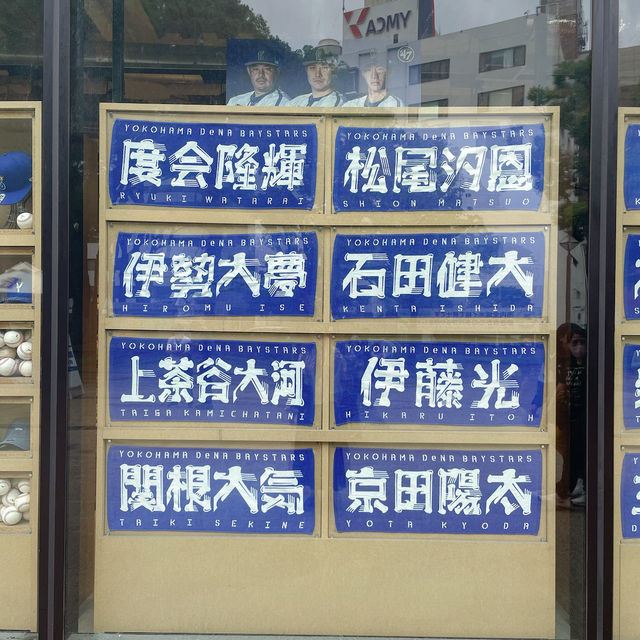 YMCA
47
YOKOHAMA DeNA BAYSTARS
度会隆輝
RYUKI WATARAI
YOKOHAMA DeNA BAYSTARS
松尾汐恩
SHION MATSUO
YOKOHAMA DeNA BAYSTARS
伊勢大夢
HIROMU ISE
YOKOHAMA DeNA BAYSTARS
石田健大
KENTA ISHIDA
YOKOHAMA DeNA BAYSTARS
上茶谷大河
TAIGA KAMICHATANI
YOKOHAMA DeNA BAYSTARS
伊藤光
HIKARU ITOH
YOKOHAMA DeNA BAYSTARS
関根大気
TAIKI SEKINE
YOKOHAMA DeNA BAYSTARS
京田陽太
YOTA KYODA